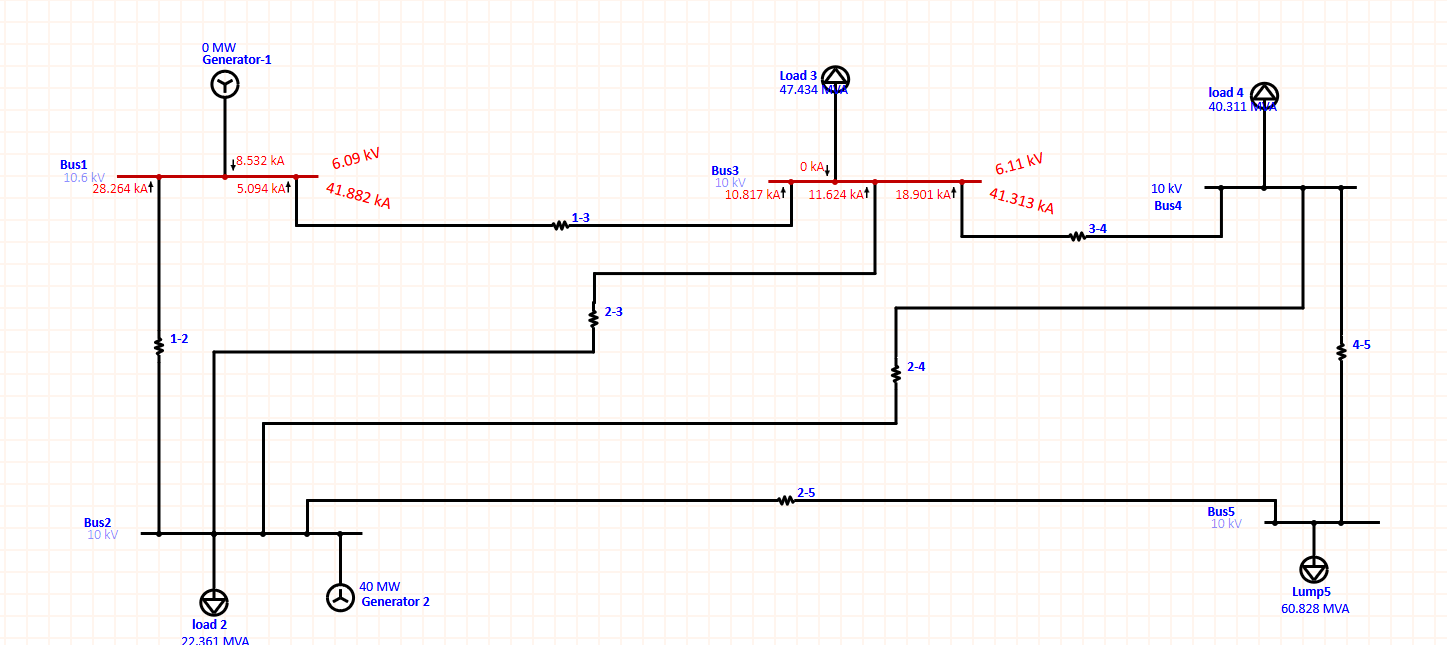 0 MW
Generator-1
Load 3
47.434 MVA
load 4
40.311 MVA
Bus1
10.6 kV
8.532 kA
28.264 kA
5.094 kA
6.09 kV
41.882 kA
Bus3
10 kV
0 kA
10.817 kA
11.624 kA
18.901 kA
6.11 kV
41.313 kA
10 kV
Bus4
1-3
3-4
2-3
1-2
2-4
4-5
2-5
Bus2
10 kV
Bus5
10 kV
40 MW
Generator 2
load 2
22.361 MVA
Lump5
60.828 MVA